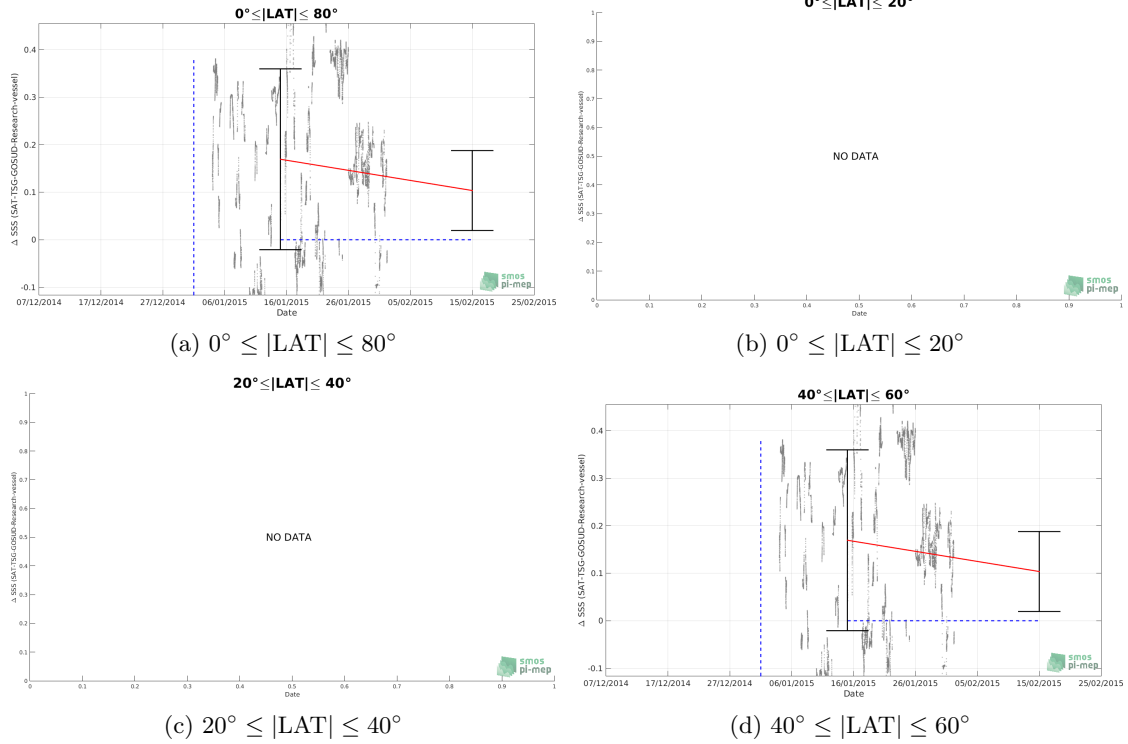 0°≤|LAT|≤ 80°
Δ SSS (SAT-TSG-GOSUD-Research-vessel)
0.4
0.3
0.2
0.1
0
-0.1
07/12/2014 17/12/2014 27/12/2014 06/01/2015 16/01/2015 26/01/2015 05/02/2015 15/02/2015 25/02/2015
Date
smos
pi-mep
(a) 0° ≤ |LAT| ≤ 80°
0°≤|LAT|≤ 20°
Δ SSS (SAT-TSG-GOSUD-Research-vessel)
1
0.9
0.8
0.7
0.6
0.5
0.4
0.3
0.2
0.1
0
NO DATA
0 0.1 0.2 0.3 0.4 0.5 0.6 0.7 0.8 0.9 1
Date
smos
pi-mep
(b) 0° ≤ |LAT| ≤ 20°
20°≤|LAT|≤ 40°
Δ SSS (SAT-TSG-GOSUD-Research-vessel)
1
0.9
0.8
0.7
0.6
0.5
0.4
0.3
0.2
0.1
0
NO DATA
0 0.1 0.2 0.3 0.4 0.5 0.6 0.7 0.8 0.9 1
Date
smos
pi-mep
(c) 20° ≤ |LAT| ≤ 40°
40°≤|LAT|≤ 60°
Δ SSS (SAT-TSG-GOSUD-Research-vessel)
0.4
0.3
0.2
0.1
0
-0.1
07/12/2014 17/12/2014 27/12/2014 06/01/2015 16/01/2015 26/01/2015 05/02/2015 15/02/2015 25/02/2015
Date
smos
pi-mep
(d) 40° ≤ |LAT| ≤ 60°